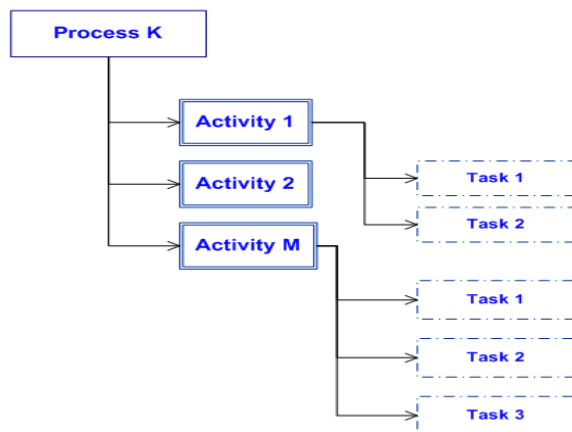 Process K
Activity 1
Task 1
Activity 2
Task 2
Activity M
Task 1
Task 2
Task 3